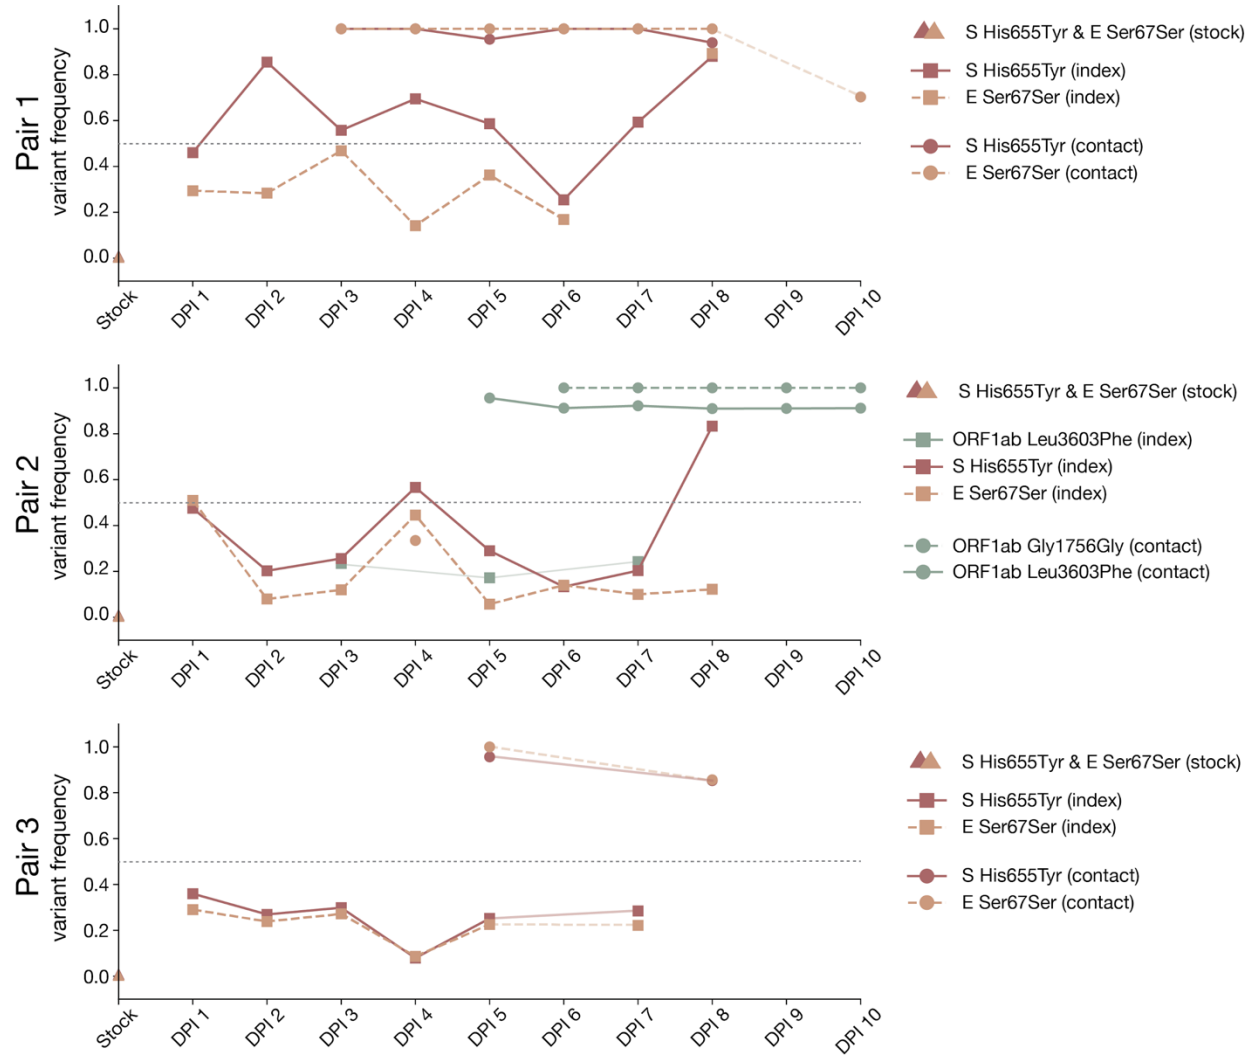 Pair 1
variant frequency
1.0
0.8
0.6
0.4
0.2
0.0
Stock
DPI 1
DPI 2
DPI 3
DPI 4
DPI 5
DPI 6
DPI 7
DPI 8
DPI 9
DPI 10
S His655Tyr & E Ser67Ser (stock)
S His655Tyr (index)
E Ser67Ser (index)
S His655Tyr (contact)
E Ser67Ser (contact)
Pair 2
variant frequency
1.0
0.8
0.6
0.4
0.2
0.0
Stock
DPI 1
DPI 2
DPI 3
DPI 4
DPI 5
DPI 6
DPI 7
DPI 8
DPI 9
DPI 10
S His655Tyr & E Ser67Ser (stock)
ORF1ab Leu3603Phe (index)
S His655Tyr (index)
E Ser67Ser (index)
ORF1ab Gly1756Gly (contact)
ORF1ab Leu3603Phe (contact)
Pair 3
variant frequency
1.0
0.8
0.6
0.4
0.2
0.0
Stock
DPI 1
DPI 2
DPI 3
DPI 4
DPI 5
DPI 6
DPI 7
DPI 8
DPI 9
DPI 10
S His655Tyr & E Ser67Ser (stock)
S His655Tyr (index)
E Ser67Ser (index)
S His655Tyr (contact)
E Ser67Ser (contact)